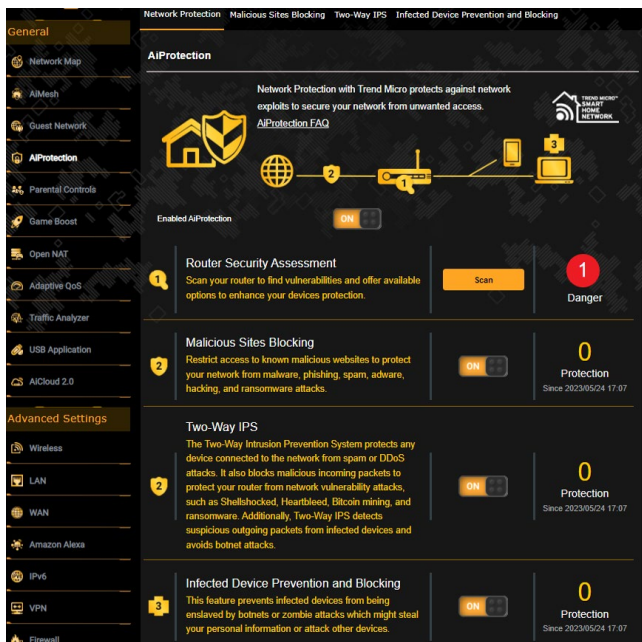 Network Protection Malicious Sites Blocking Two-Way IPS Infected Device Prevention and Blocking
General
Network Map
AiMesh
Guest Network
AiProtection
Parental Controls
Game Boost
Open NAT
Adaptive QoS
Traffic Analyzer
USB Application
AiCloud 2.0
Advanced Settings
Wireless
LAN
WAN
Amazon Alexa
IPv6
VPN
Firewall
AiProtection
Network Protection with Trend Micro protects against network
exploits to secure your network from unwanted access.
AiProtection FAQ
TREND MICRO™
SMART
HOME
NETWORK
3
2
1
Enabled AiProtection
ON
1
Router Security Assessment
Scan your router to find vulnerabilities and offer available
options to enhance your devices protection.
Scan
1
Danger
2
Malicious Sites Blocking
Restrict access to known malicious websites to protect
your network from malware, phishing, spam, adware,
hacking, and ransomware attacks.
ON
0
Protection
Since 2023/05/24 17:07
2
Two-Way IPS
The Two-Way Intrusion Prevention System protects any
device connected to the network from spam or DDoS
attacks. It also blocks malicious incoming packets to
protect your router from network vulnerability attacks,
such as Shellshocked, Heartbleed, Bitcoin mining, and
ransomware. Additionally, Two-Way IPS detects
suspicious outgoing packets from infected devices and
avoids botnet attacks.
ON
0
Protection
Since 2023/05/24 17:07
3
Infected Device Prevention and Blocking
This feature prevents infected devices from being
enslaved by botnets or zombie attacks which might steal
your personal information or attack other devices.
ON
0
Protection
Since 2023/05/24 17:07